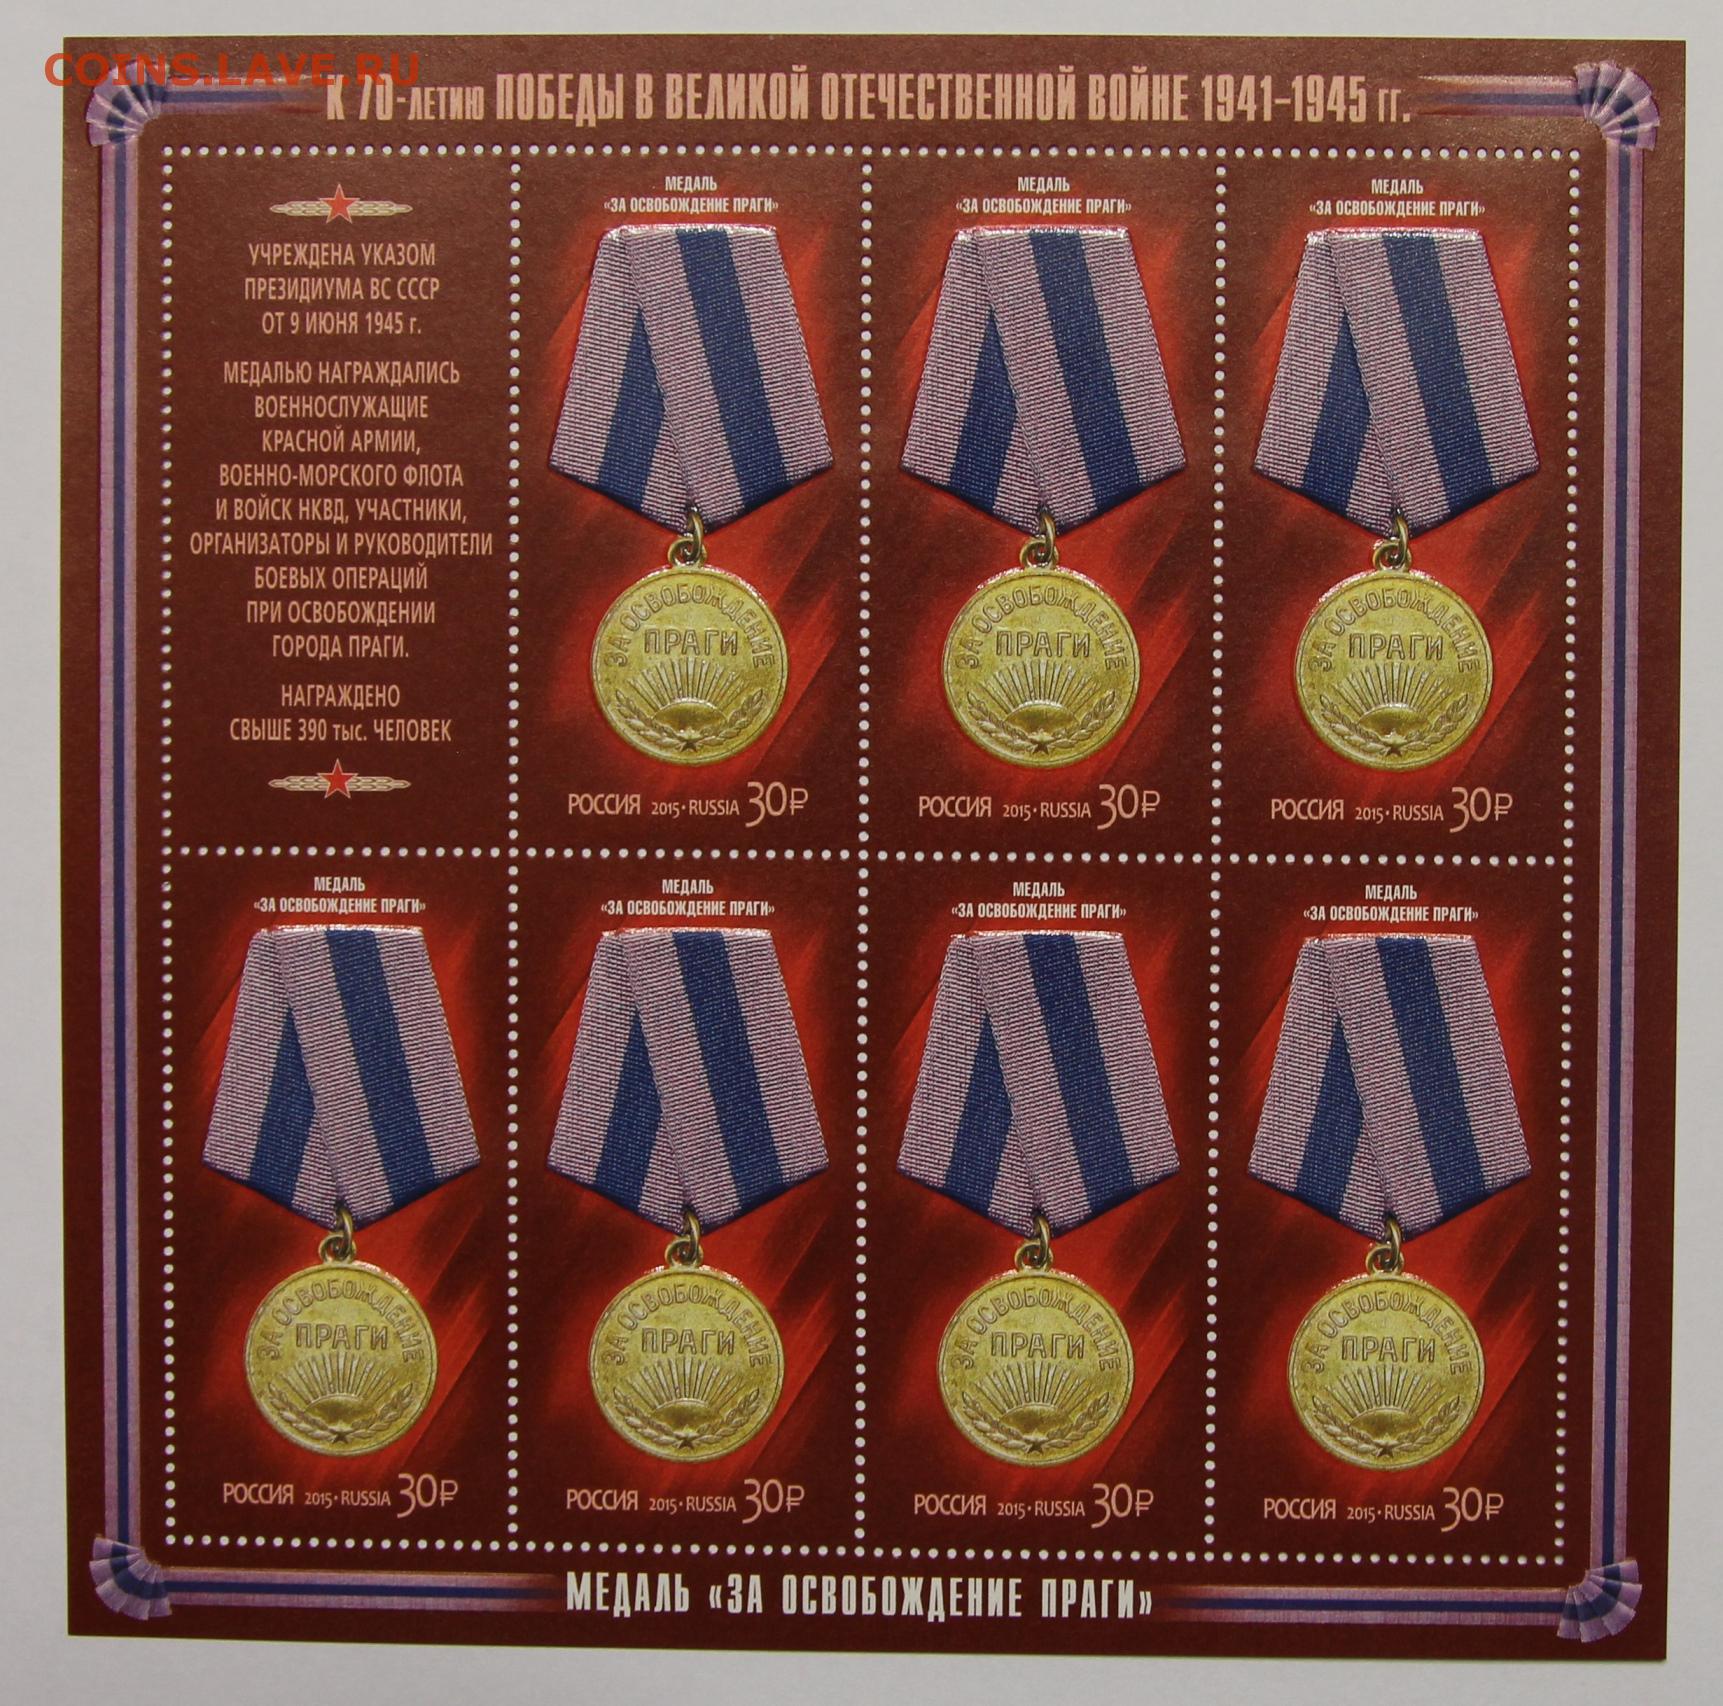 COINS.LAVE.RU
К 70-ЛЕТИЮ ПОБЕДЫ В ВЕЛИКОЙ ОТЕЧЕСТВЕННОЙ ВОЙНЕ 1941–1945 ГГ.
УЧРЕЖДЕНА УКАЗОМ
ПРЕЗИДИУМА ВС СССР
ОТ 9 ИЮНЯ 1945 г.
МЕДАЛЬЮ НАГРАЖДАЛИСЬ
ВОЕННОСЛУЖАЩИЕ
КРАСНОЙ АРМИИ,
ВОЕННО-МОРСКОГО ФЛОТА
И ВОЙСК НКВД, УЧАСТНИКИ,
ОРГАНИЗАТОРЫ И РУКОВОДИТЕЛИ
БОЕВЫХ ОПЕРАЦИЙ
ПРИ ОСВОБОЖДЕНИИ
ГОРОДА ПРАГИ.
НАГРАЖДЕНО
СВЫШЕ 390 тыс. ЧЕЛОВЕК
МЕДАЛЬ
«ЗА ОСВОБОЖДЕНИЕ ПРАГИ»
ЗА ОСВОБОЖДЕНИЕ
ПРАГИ
РОССИЯ 2015•RUSSIA 30₽
МЕДАЛЬ
«ЗА ОСВОБОЖДЕНИЕ ПРАГИ»
ЗА ОСВОБОЖДЕНИЕ
ПРАГИ
РОССИЯ 2015•RUSSIA 30₽
МЕДАЛЬ
«ЗА ОСВОБОЖДЕНИЕ ПРАГИ»
ЗА ОСВОБОЖДЕНИЕ
ПРАГИ
РОССИЯ 2015•RUSSIA 30₽
МЕДАЛЬ
«ЗА ОСВОБОЖДЕНИЕ ПРАГИ»
ЗА ОСВОБОЖДЕНИЕ
ПРАГИ
РОССИЯ 2015•RUSSIA 30₽
МЕДАЛЬ
«ЗА ОСВОБОЖДЕНИЕ ПРАГИ»
ЗА ОСВОБОЖДЕНИЕ
ПРАГИ
РОССИЯ 2015•RUSSIA 30₽
МЕДАЛЬ
«ЗА ОСВОБОЖДЕНИЕ ПРАГИ»
ЗА ОСВОБОЖДЕНИЕ
ПРАГИ
РОССИЯ 2015•RUSSIA 30₽
МЕДАЛЬ
«ЗА ОСВОБОЖДЕНИЕ ПРАГИ»
ЗА ОСВОБОЖДЕНИЕ
ПРАГИ
РОССИЯ 2015•RUSSIA 30₽
МЕДАЛЬ «ЗА ОСВОБОЖДЕНИЕ ПРАГИ»